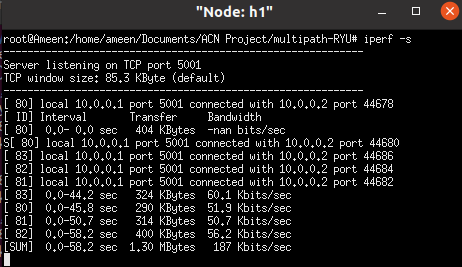 "Node: h1"
root@Ameen:/home/ameen/Documents/ACN Project/multipath-RYU# iperf -s
------------------------------------------------------------
Server listening on TCP port 5001
TCP window size: 85.3 KByte (default)
------------------------------------------------------------
[ 80] local 10.0.0.1 port 5001 connected with 10.0.0.2 port 44678
[ ID] Interval       Transfer     Bandwidth
[ 80]  0.0- 0.0 sec   404 KBytes  -nan bits/sec
S[ 80] local 10.0.0.1 port 5001 connected with 10.0.0.2 port 44680
[ 83] local 10.0.0.1 port 5001 connected with 10.0.0.2 port 44686
[ 82] local 10.0.0.1 port 5001 connected with 10.0.0.2 port 44684
[ 81] local 10.0.0.1 port 5001 connected with 10.0.0.2 port 44682
[ 83]  0.0-44.2 sec   324 KBytes  60.1 Kbits/sec
[ 80]  0.0-45.8 sec   290 KBytes  51.9 Kbits/sec
[ 81]  0.0-50.7 sec   314 KBytes  50.7 Kbits/sec
[ 82]  0.0-58.2 sec   400 KBytes  56.2 Kbits/sec
[SUM]  0.0-58.2 sec  1.30 MBytes   187 Kbits/sec